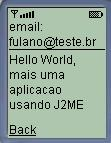 email:
fulano@teste.br
Hello World,
mais uma
aplicacao
usando J2ME
Back